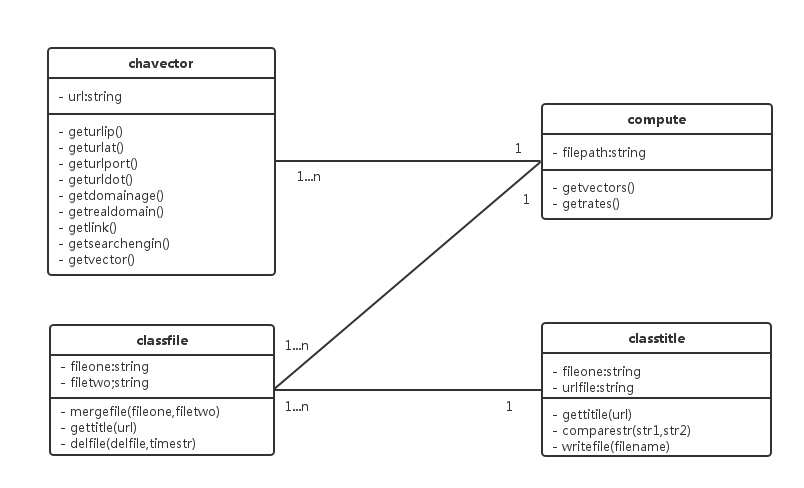 chavector
- url:string
- geturlip()
- geturlat()
- geturlport()
- geturldot()
- getdomainage()
- getrealdomain()
- getlink()
- getsearchengin()
- getvector()
compute
- filepath:string
- getvectors()
- getrates()
1
1...n
1
1...n
1...n
1
classfile
- fileone:string
- filetwo;string
- mergefile(fileone,filetwo)
- gettitle(url)
- delfile(delfile,timestr)
classtitle
- fileone:string
- urlfile:string
- gettitile(url)
- comparestr(str1,str2)
- writefile(filename)